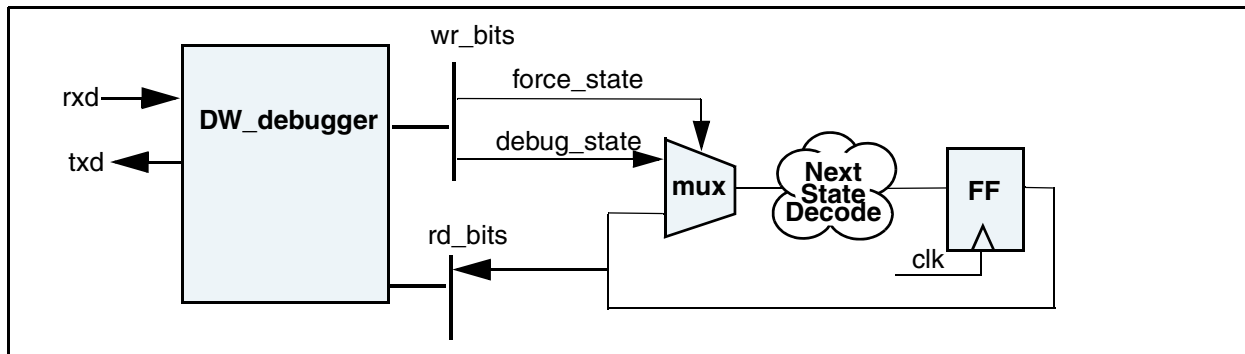 wr_bits
rxd
force_state
DW_debugger
txd
debug_state
mux
Next
State
Decode
FF
rd_bits
clk